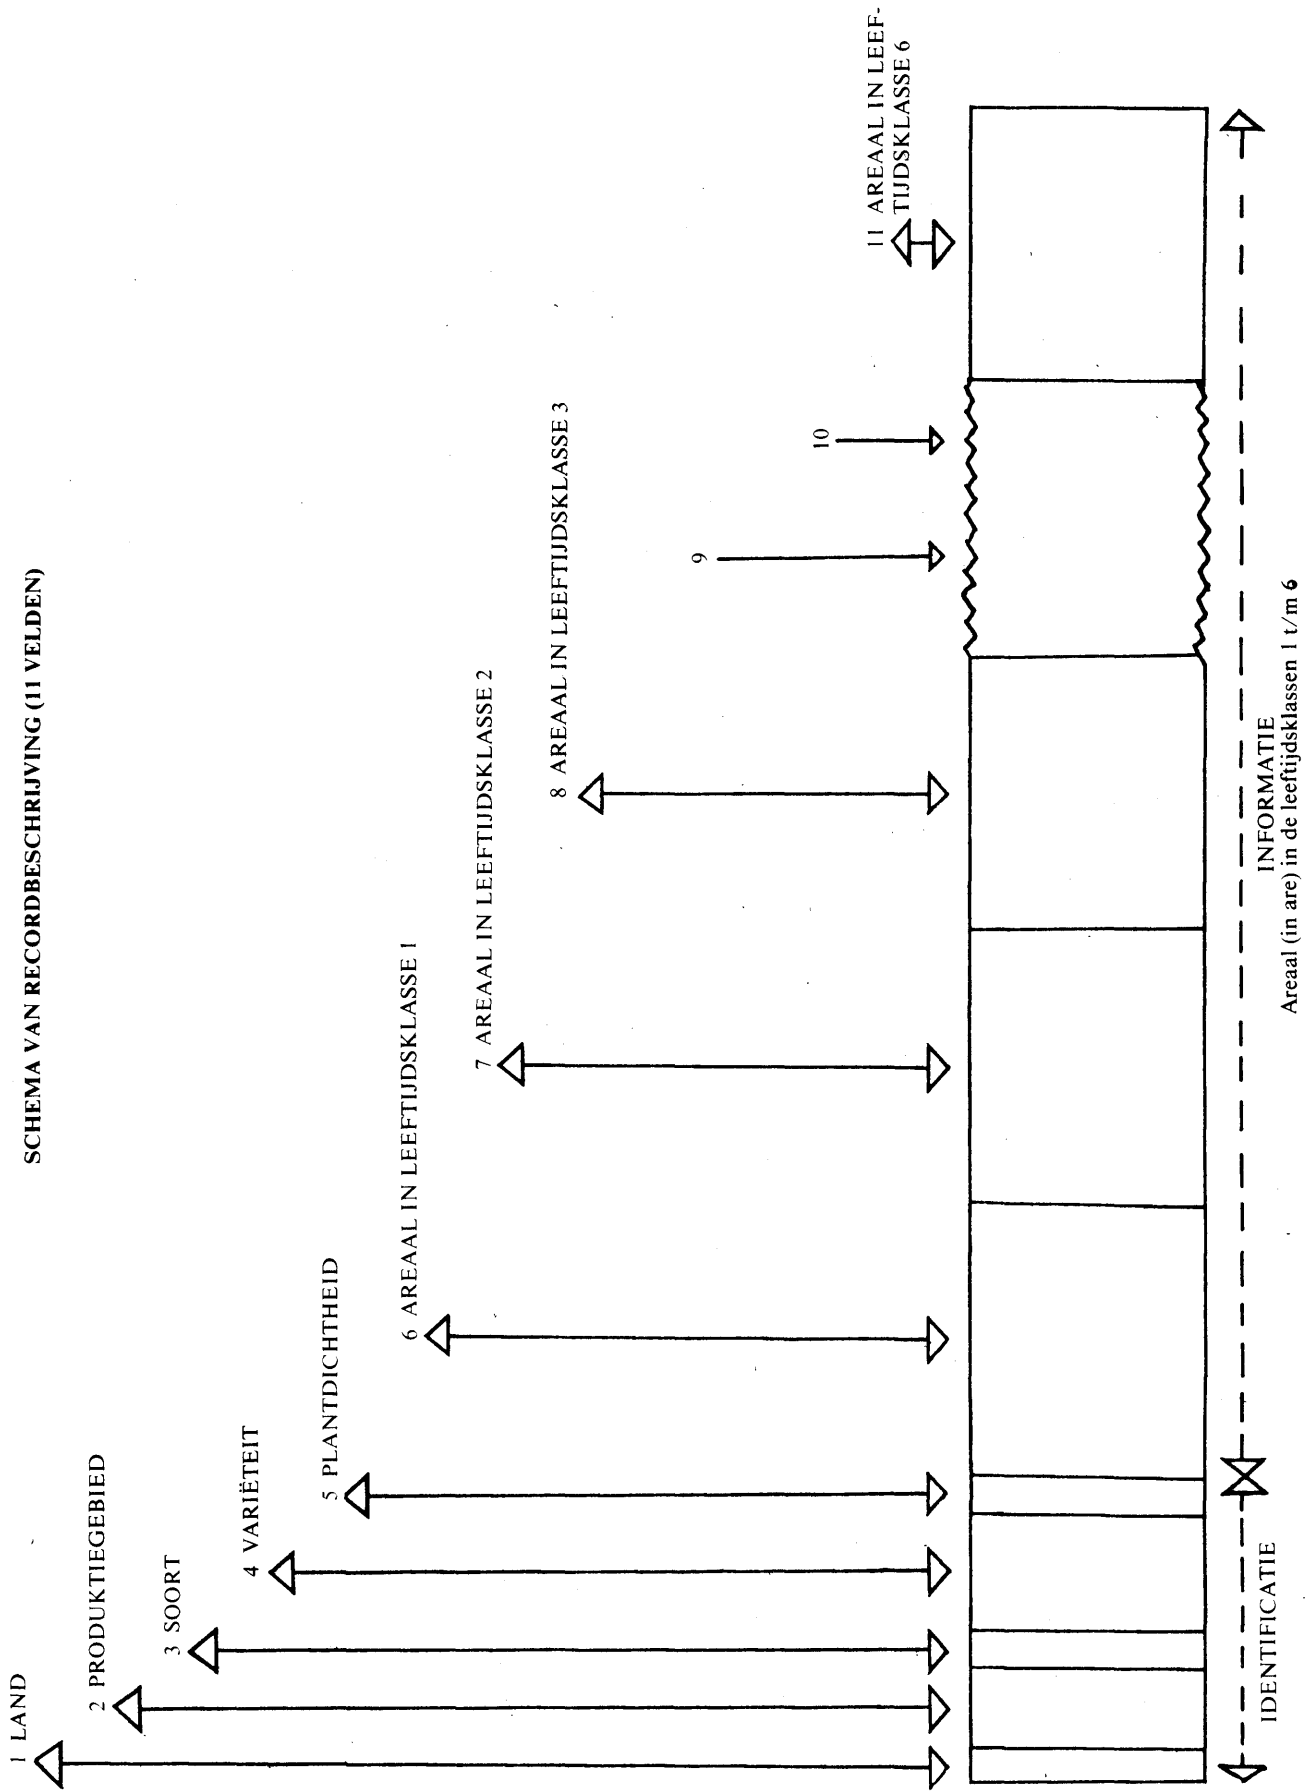 SCHEMA VAN RECORDBESCHRIJVING (11 VELDEN)
1 LAND
2 PRODUKTIEGEBIED
3 SOORT
4 VARIËTEIT
5 PLANTDICHTHEID
6 AREAAL IN LEEFTIJDSKLASSE 1
7 AREAAL IN LEEFTIJDSKLASSE 2
8 AREAAL IN LEEFTIJDSKLASSE 3
9
10
11 AREAAL IN LEEF-
TIJDSKLASSE 6
IDENTIFICATIE
INFORMATIE
Areaal (in are) in de leeftijdsklassen 1 t/m 6